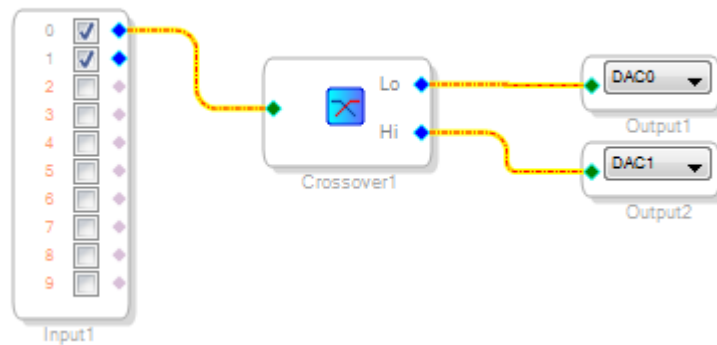 0
1
2
3
4
5
6
7
8
9
Input1
Lo
Hi
Crossover1
DAC0
Output1
DAC1
Output2